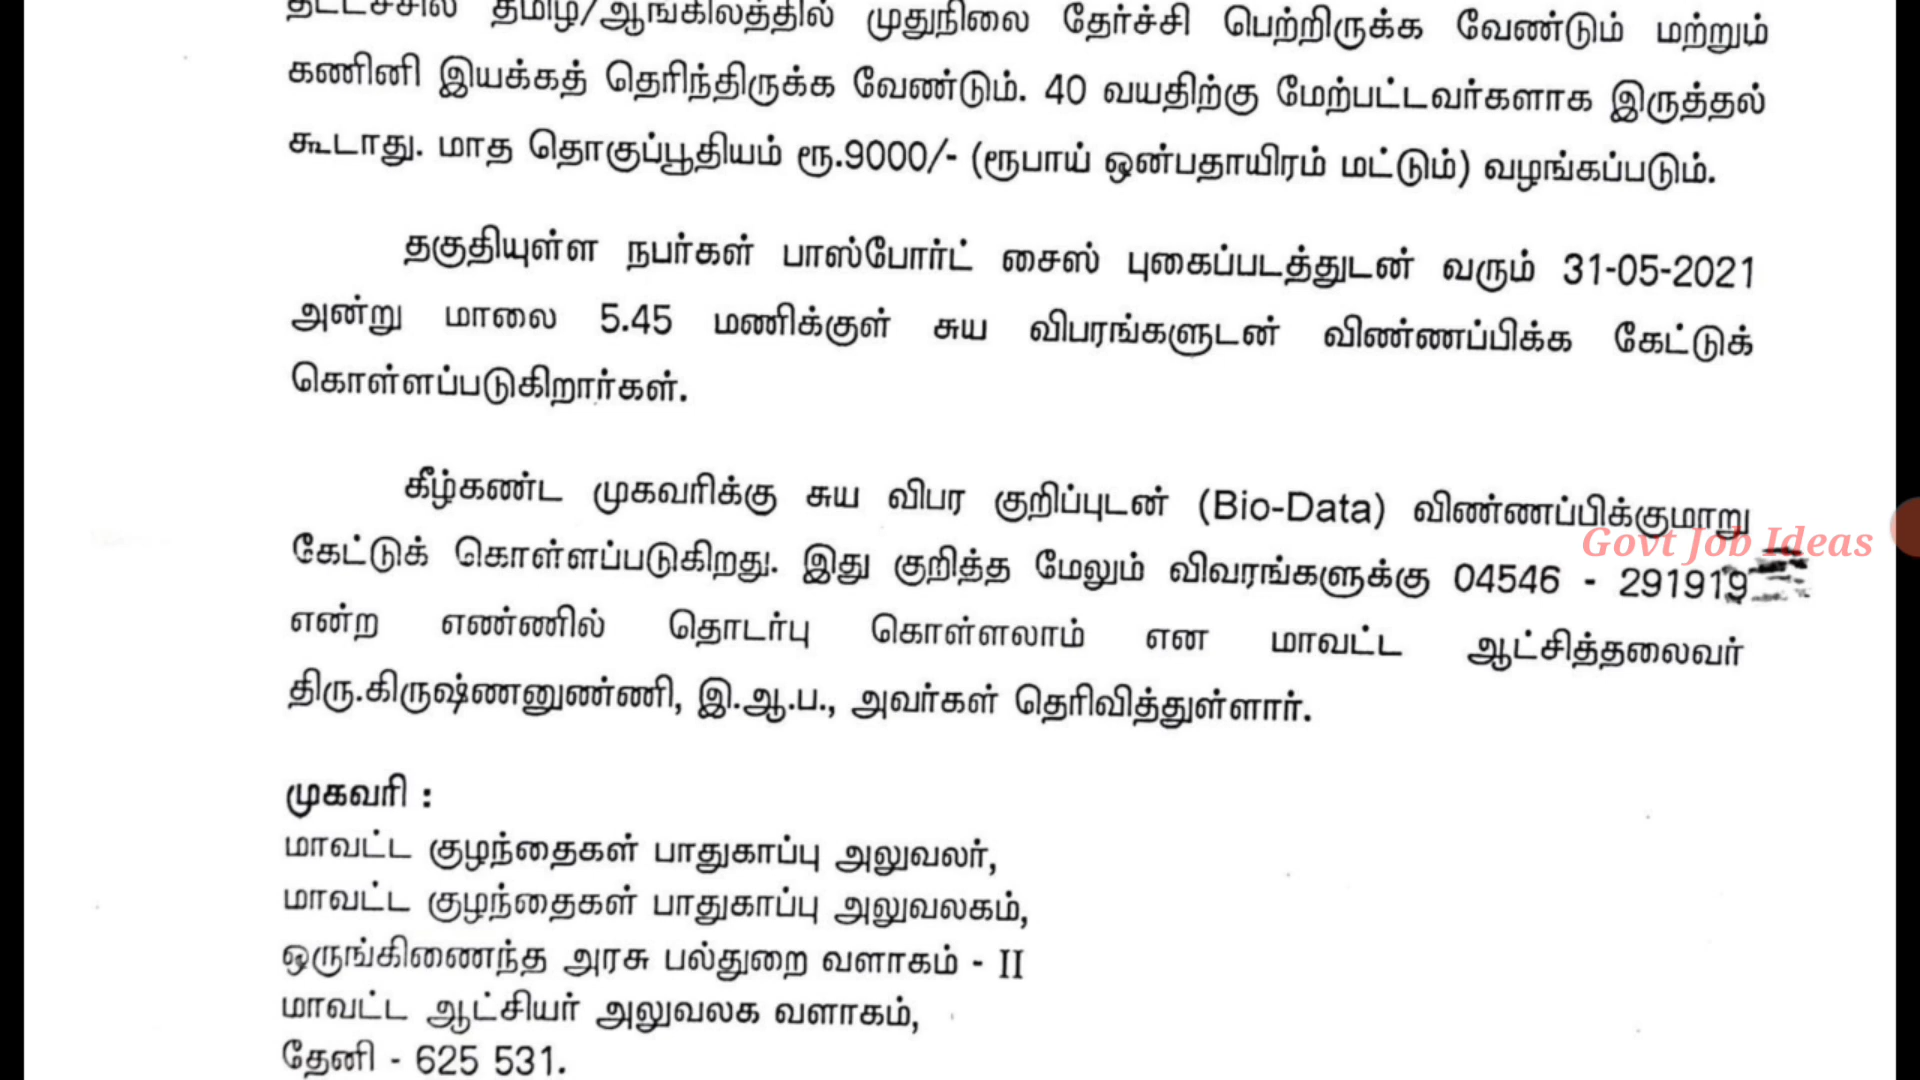 தட்டச்சில் தமிழ்/ஆங்கிலத்தில் முதுநிலை தேர்ச்சி பெற்றிருக்க வேண்டும் மற்றும்
கணினி இயக்கத் தெரிந்திருக்க வேண்டும். 40 வயதிற்கு மேற்பட்டவர்களாக இருத்தல்
கூடாது. மாத தொகுப்பூதியம் ரூ.9000/- (ரூபாய் ஒன்பதாயிரம் மட்டும்) வழங்கப்படும்.
தகுதியுள்ள நபர்கள் பாஸ்போர்ட் சைஸ் புகைப்படத்துடன் வரும் 31-05-2021
அன்று மாலை 5.45 மணிக்குள் சுய விபரங்களுடன் விண்ணப்பிக்க கேட்டுக்
கொள்ளப்படுகிறார்கள்.
கீழ்கண்ட முகவரிக்கு சுய விபர குறிப்புடன் (Bio-Data) விண்ணப்பிக்குமாறு
Govt Job Ideas
கேட்டுக் கொள்ளப்படுகிறது. இது குறித்த மேலும் விவரங்களுக்கு 04546 - 291919
என்ற எண்ணில் தொடர்பு கொள்ளலாம் என மாவட்ட ஆட்சித்தலைவர்
திரு.கிருஷ்ணனுண்ணி, இ.ஆ.ப., அவர்கள் தெரிவித்துள்ளார்.
முகவரி :
மாவட்ட குழந்தைகள் பாதுகாப்பு அலுவலர்,
மாவட்ட குழந்தைகள் பாதுகாப்பு அலுவலகம்,
ஒருங்கிணைந்த அரசு பல்துறை வளாகம் - II
மாவட்ட ஆட்சியர் அலுவலக வளாகம்,
தேனி - 625 531.